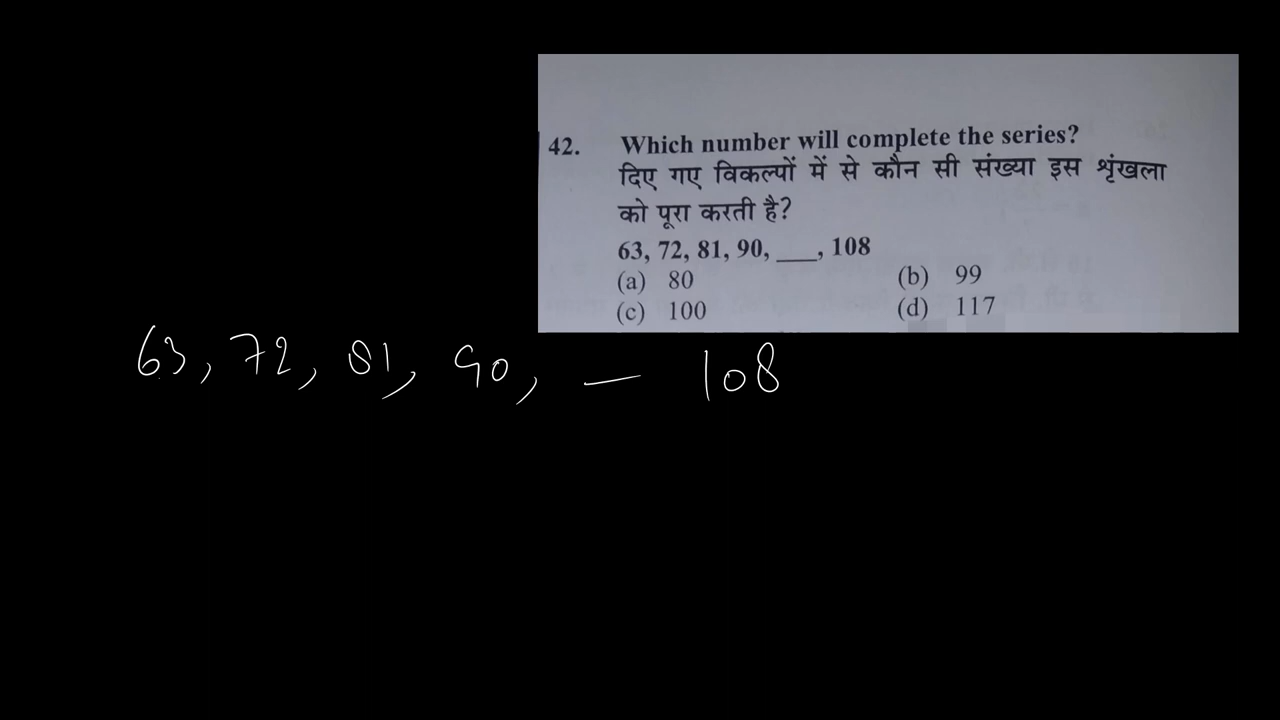 42. Which number will complete the series?
दिए गए विकल्पों में से कौन सी संख्या इस श्रृंखला
को पूरा करती है?
63, 72, 81, 90, ___, 108
(a) 80 (b) 99
(c) 100 (d) 117
63, 72, 81, 90, — 108